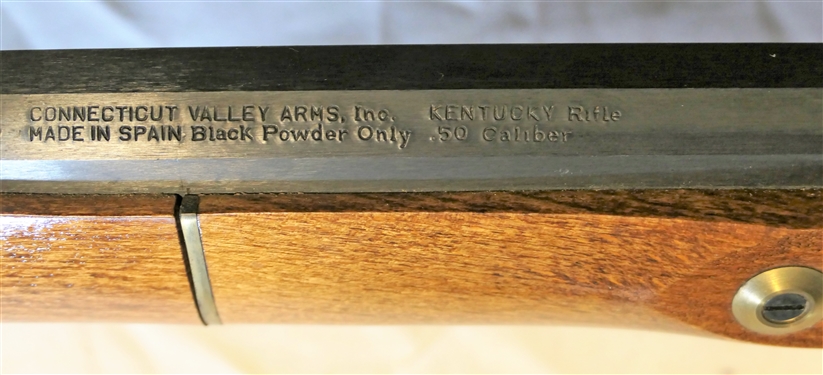 CONNECTICUT VALLEY ARMS, Inc. KENTUCKY Rifle
MADE IN SPAIN Black Powder Only .50 Caliber